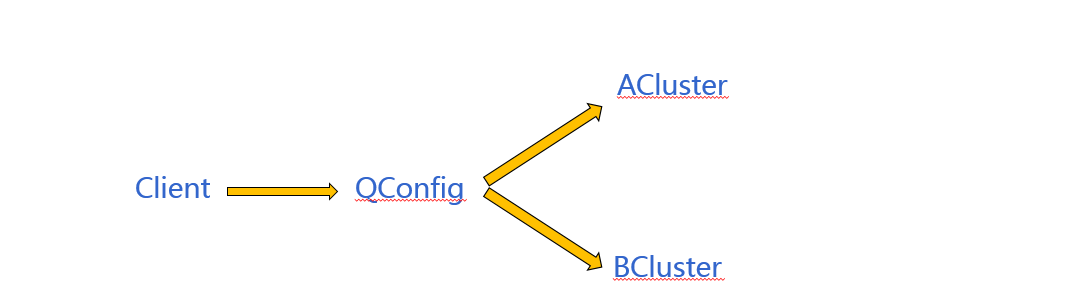 ACluster
Client
QConfig
BCluster